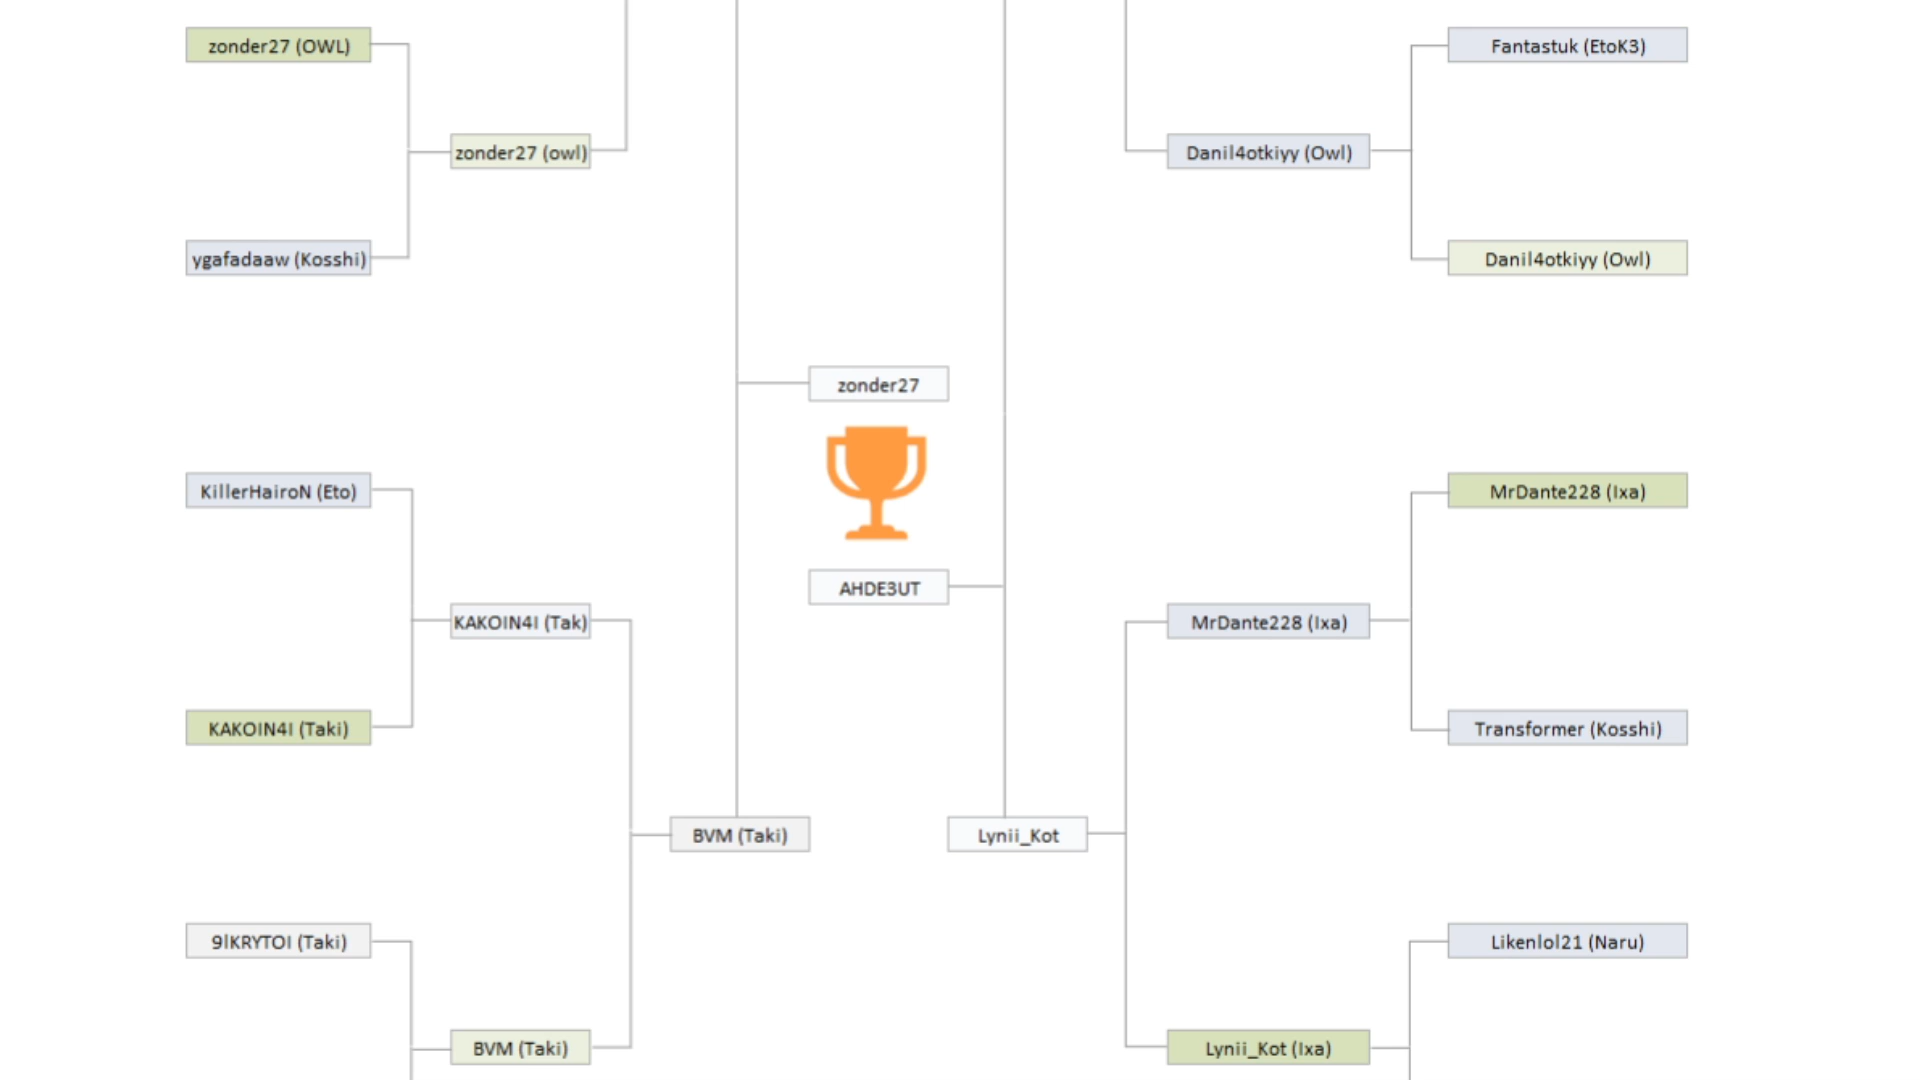 zonder27 (OWL)
Fantastuk (EtoK3)
zonder27 (owl)
Danil4otkiyy (Owl)
ygafadaaw (Kosshi)
Danil4otkiyy (Owl)
zonder27
KillerHairoN (Eto)
MrDante228 (Ixa)
AHDE3UT
KAKOIN4I (Tak)
MrDante228 (Ixa)
KAKOIN4I (Taki)
Transformer (Kosshi)
BVM (Taki)
Lynii_Kot
9lKRYTOI (Taki)
Likenlol21 (Naru)
BVM (Taki)
Lynii_Kot (Ixa)